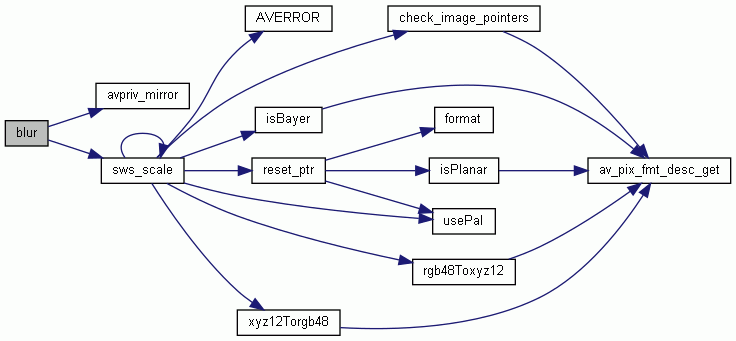 AVERROR
check_image_pointers
avpriv_mirror
isBayer
format
blur
sws_scale
reset_ptr
isPlanar
av_pix_fmt_desc_get
usePal
rgb48Toxyz12
xyz12Torgb48